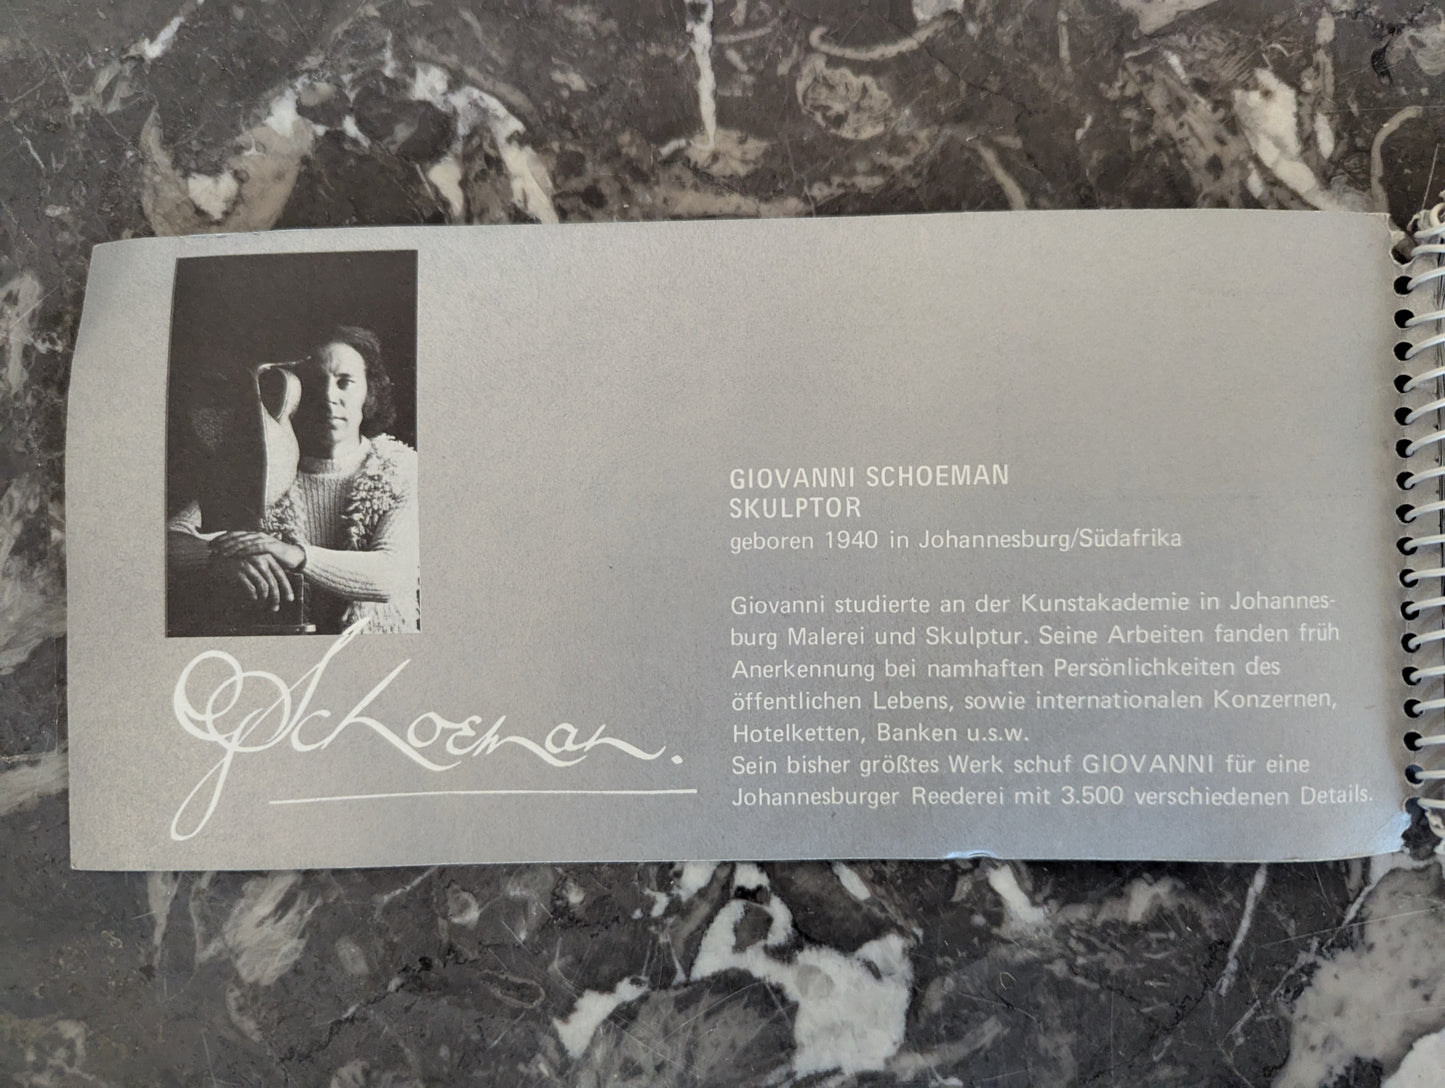 GIOVANNI SCHOEMAN
SKULPTOR
geboren 1940 in Johannesburg/Südafrika
Giovanni studierte an der Kunstakademie in Johannes-
burg Malerei und Skulptur. Seine Arbeiten fanden früh
Anerkennung bei namhaften Persönlichkeiten des
öffentlichen Lebens, sowie internationalen Konzernen,
Hotelketten, Banken u.s.w.
Sein bisher größtes Werk schuf GIOVANNI für eine
Johannesburger Reederei mit 3.500 verschiedenen Details.
G Schoeman.